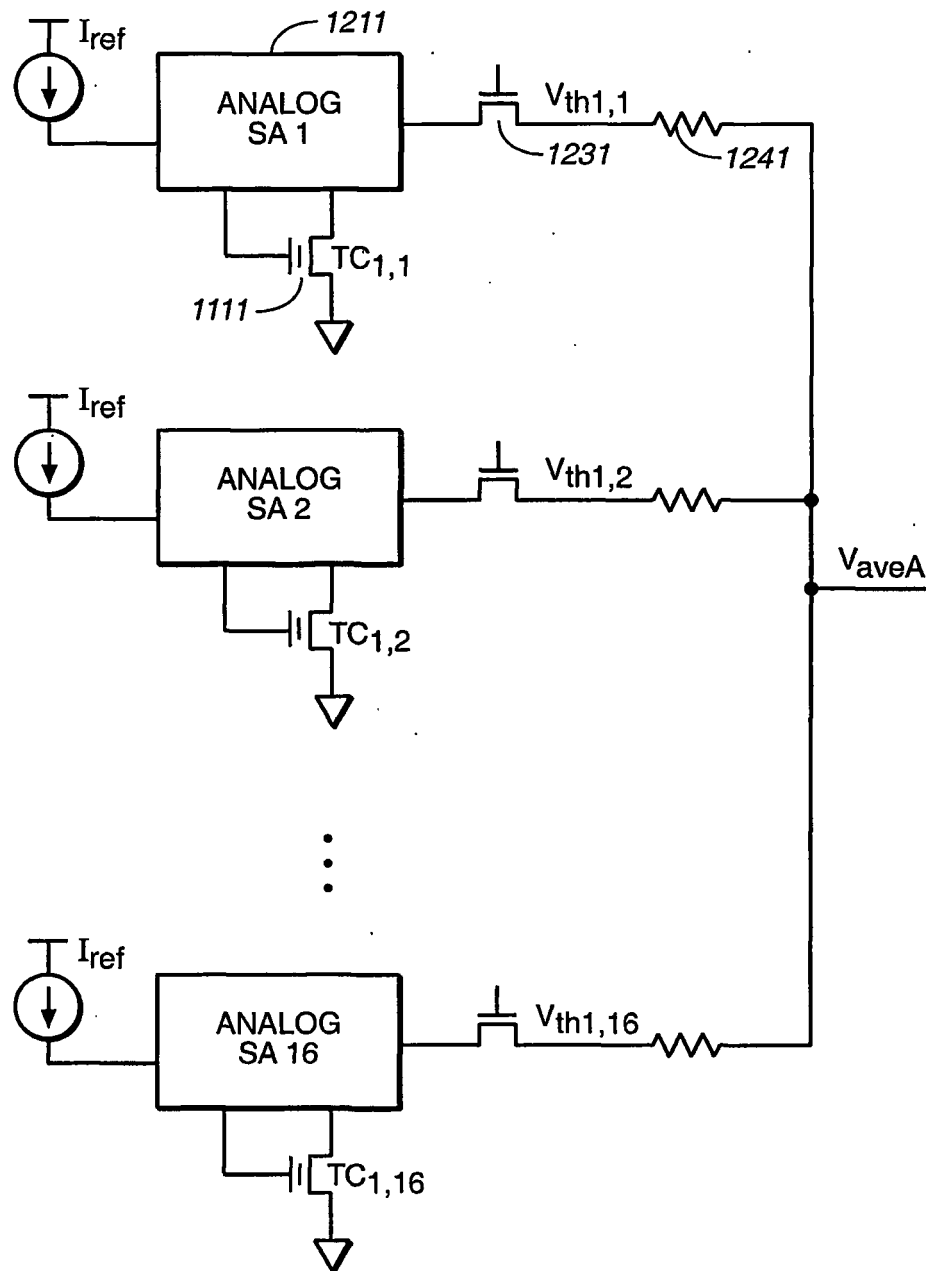 1211
Iref
ANALOG
SA 1
Vth1,1
1231
1241
TC1,1
1111
Iref
ANALOG
SA 2
Vth1,2
VaveA
TC1,2
Iref
ANALOG
SA 16
Vth1,16
TC1,16